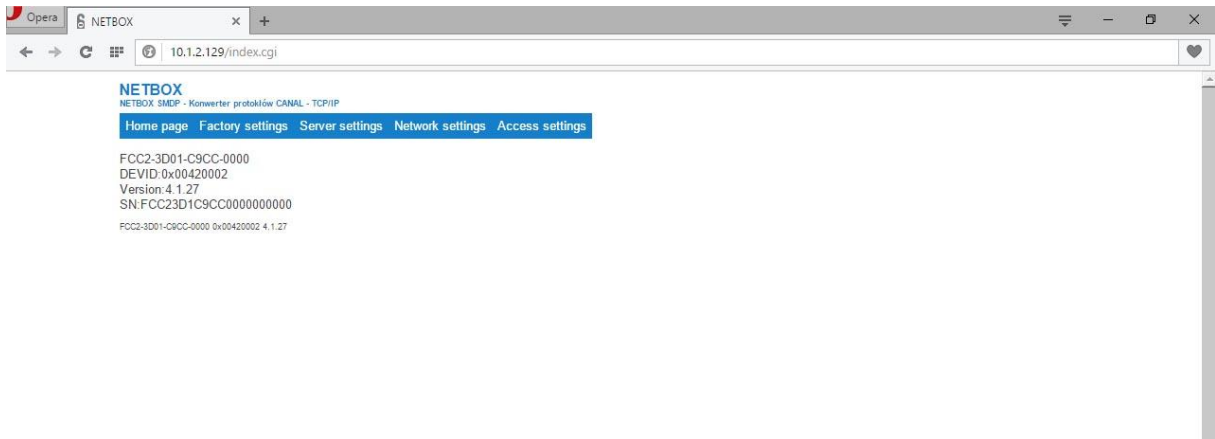 Opera
NETBOX
10.1.2.129/index.cgi
NETBOX
NETBOX SMDP - Konwerter protoklów CANAL - TCP/IP
Home page Factory settings Server settings Network settings Access settings
FCC2-3D01-C9CC-0000
DEVID:0x00420002
Version:4.1.27
SN:FCC23D1C9CC0000000000
FCC2-3D01-C9CC-0000 0x00420002 4.1.27